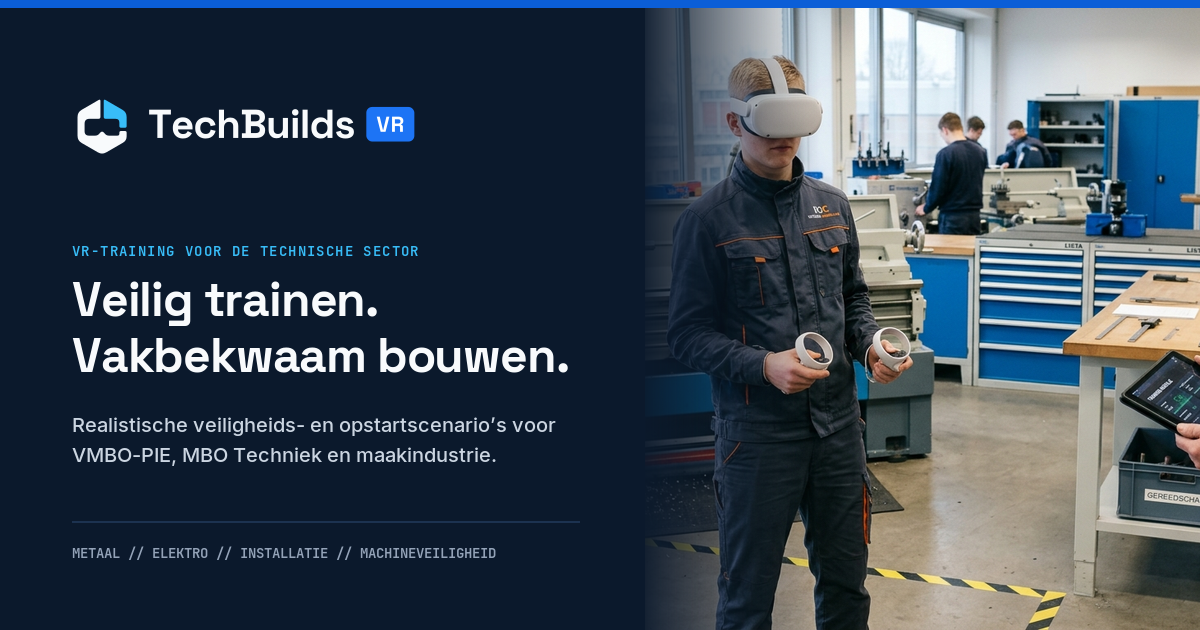 TechBuilds VR
VR-TRAINING VOOR DE TECHNISCHE SECTOR
Veilig trainen.
Vakbekwaam bouwen.
Realistische veiligheids- en opstartscenario’s voor
VMBO-PIE, MBO Techniek en maakindustrie.
METAAL // ELEKTRO // INSTALLATIE // MACHINEVEILIGHEID
LISTA
GEREEDSCHA